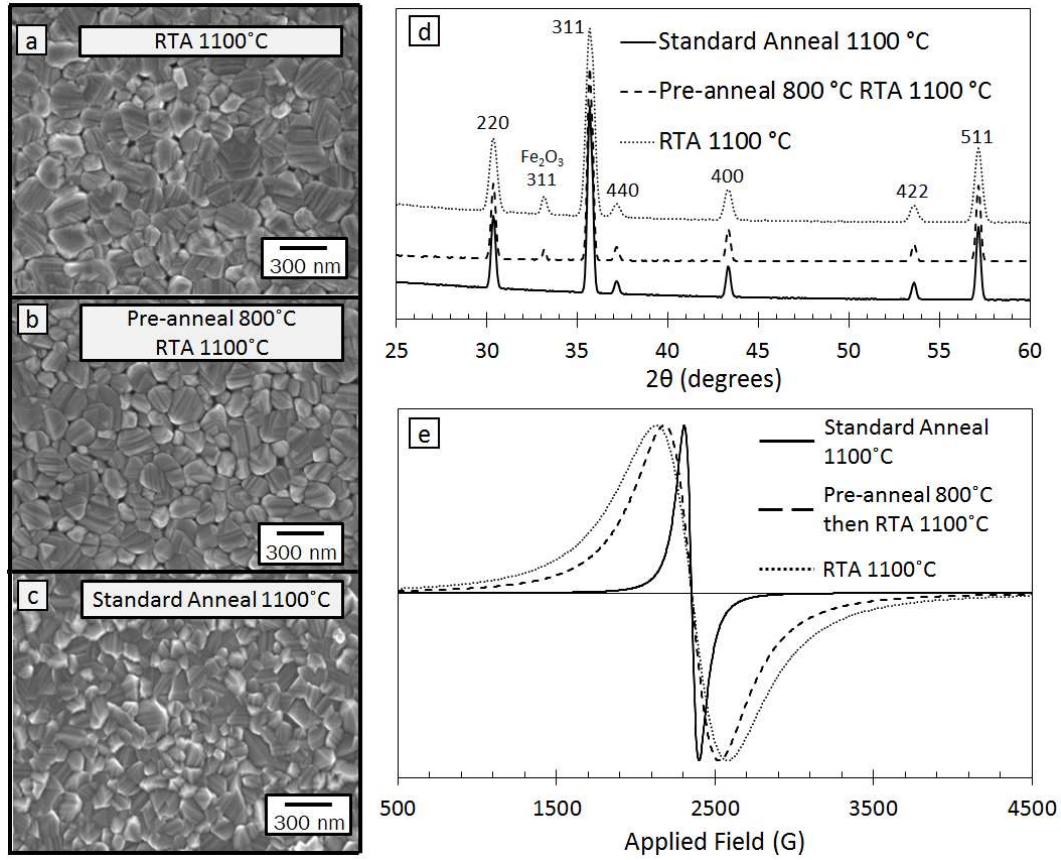 a
RTA 1100˚C
300 nm
b
Pre-anneal 800˚C
RTA 1100˚C
300 nm
c
Standard Anneal 1100˚C
300 nm
d
311
Standard Anneal 1100 °C
Pre-anneal 800 °C RTA 1100 °C
RTA 1100 °C
220
Fe₂O₃
311
440
400
422
511
25 30 35 40 45 50 55 60
2θ (degrees)
e
Standard Anneal
1100˚C
Pre-anneal 800˚C
then RTA 1100˚C
RTA 1100˚C
500 1500 2500 3500 4500
Applied Field (G)